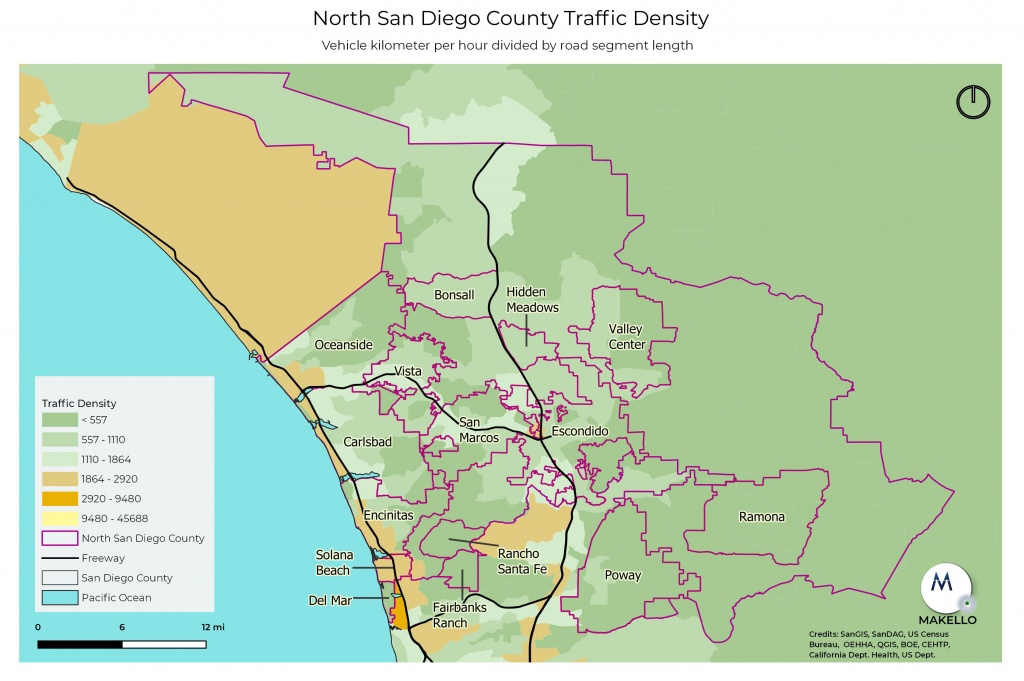 North San Diego County Traffic Density
Vehicle kilometer per hour divided by road segment length
Bonsall
Hidden
Meadows
Valley
Center
Oceanside
Vista
San
Marcos
Escondido
Carlsbad
Encinitas
Ramona
Solana
Beach
Rancho
Santa Fe
Poway
Del Mar
Fairbanks
Ranch
Traffic Density
< 557
557 - 1110
1110 - 1864
1864 - 2920
2920 - 9480
9480 - 45688
North San Diego County
Freeway
San Diego County
Pacific Ocean
0 6 12 mi
M
MAKELLO
Credits: SanGIS, SanDAG, US Census
Bureau, OEHHA, QGIS, BOE, CEHTP,
California Dept. Health, US Dept.